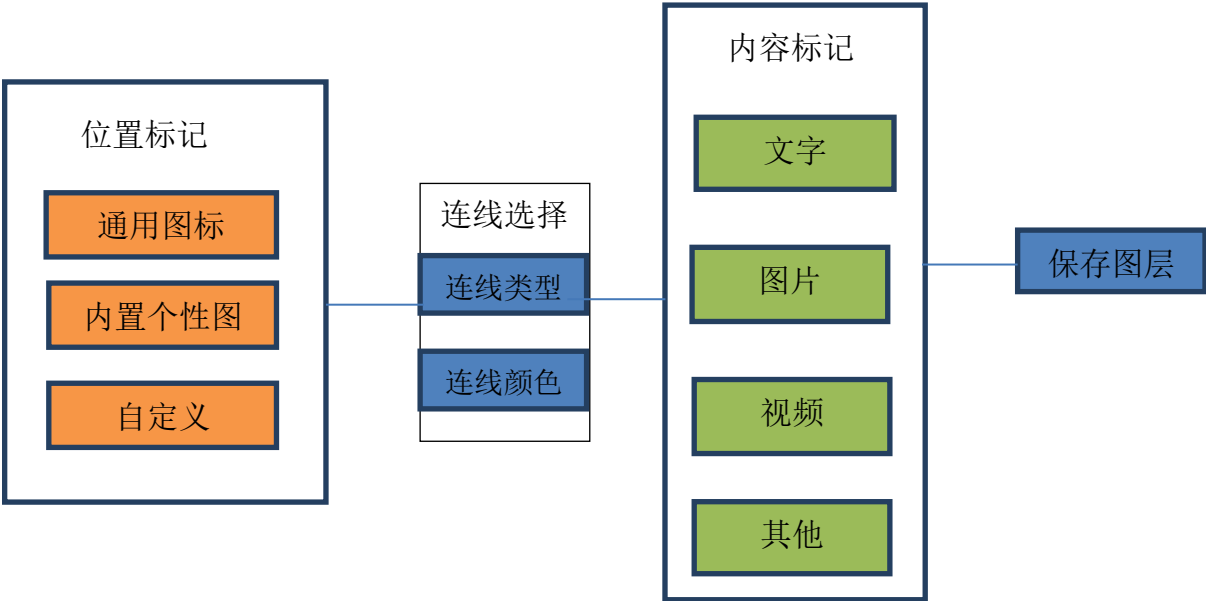 位置标记
通用图标
内置个性图
自定义
连线选择
连线类型
连线颜色
内容标记
文字
图片
视频
其他
保存图层